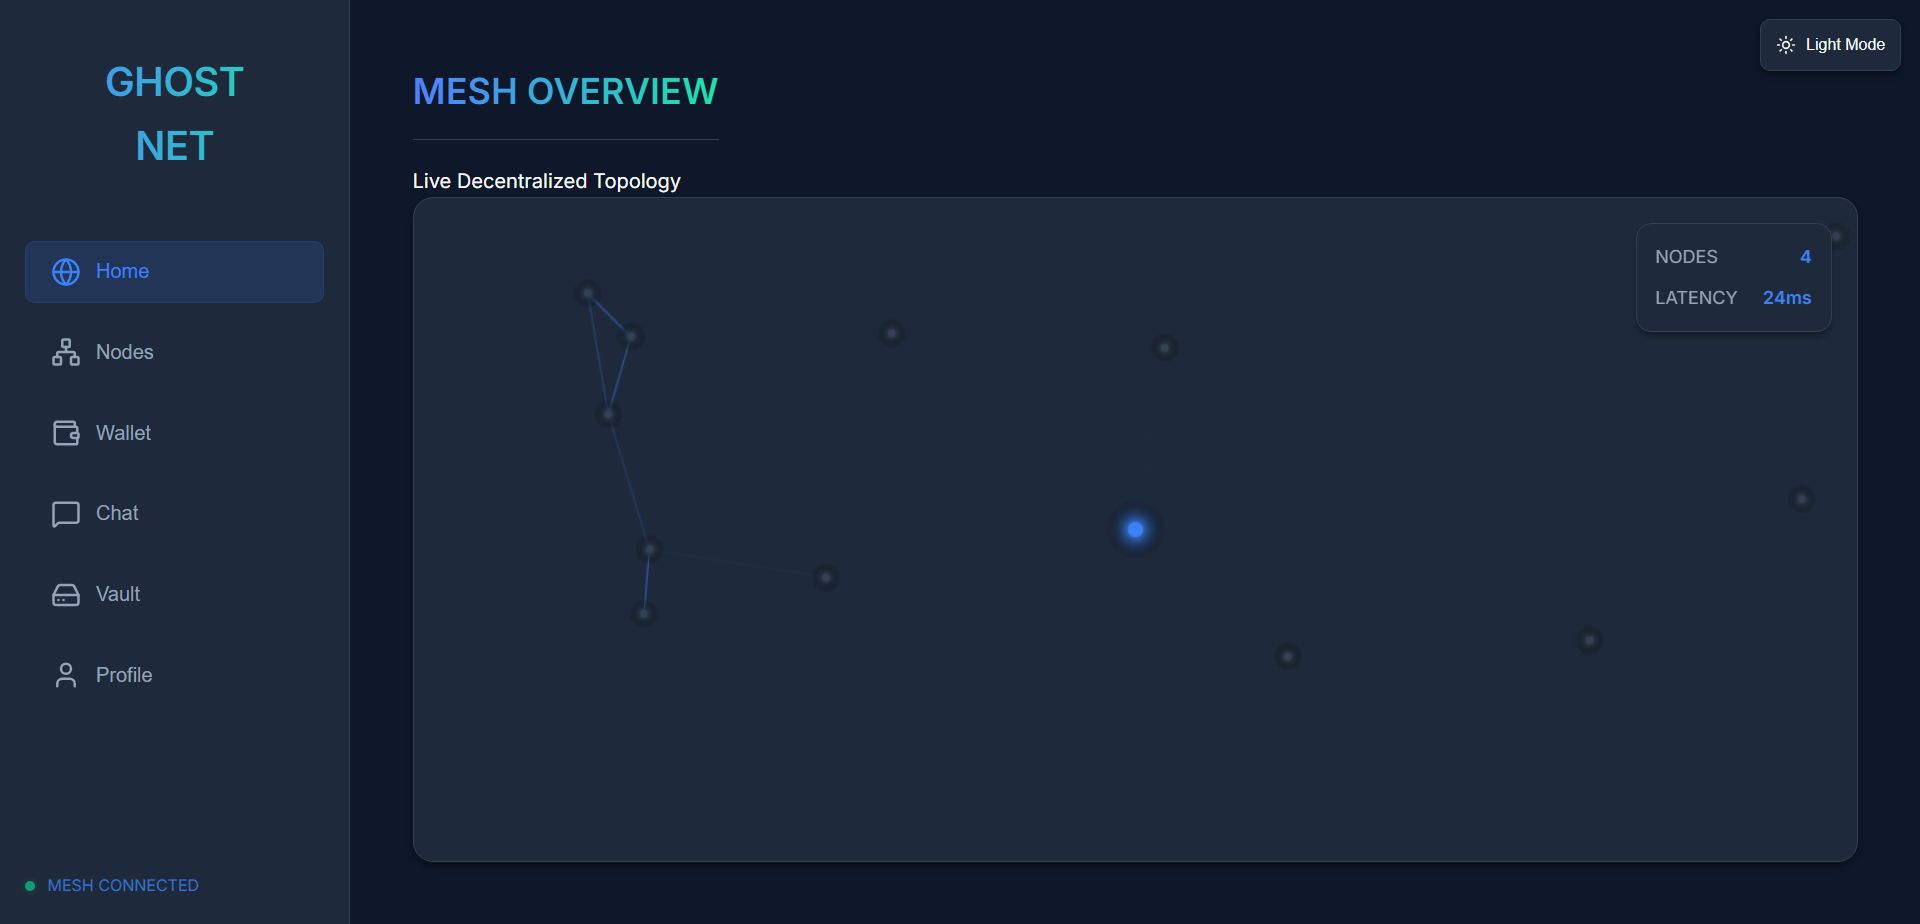 GHOST
NET
Home
Nodes
Wallet
Chat
Vault
Profile
MESH CONNECTED
Light Mode
MESH OVERVIEW
Live Decentralized Topology
NODES 4
LATENCY 24ms